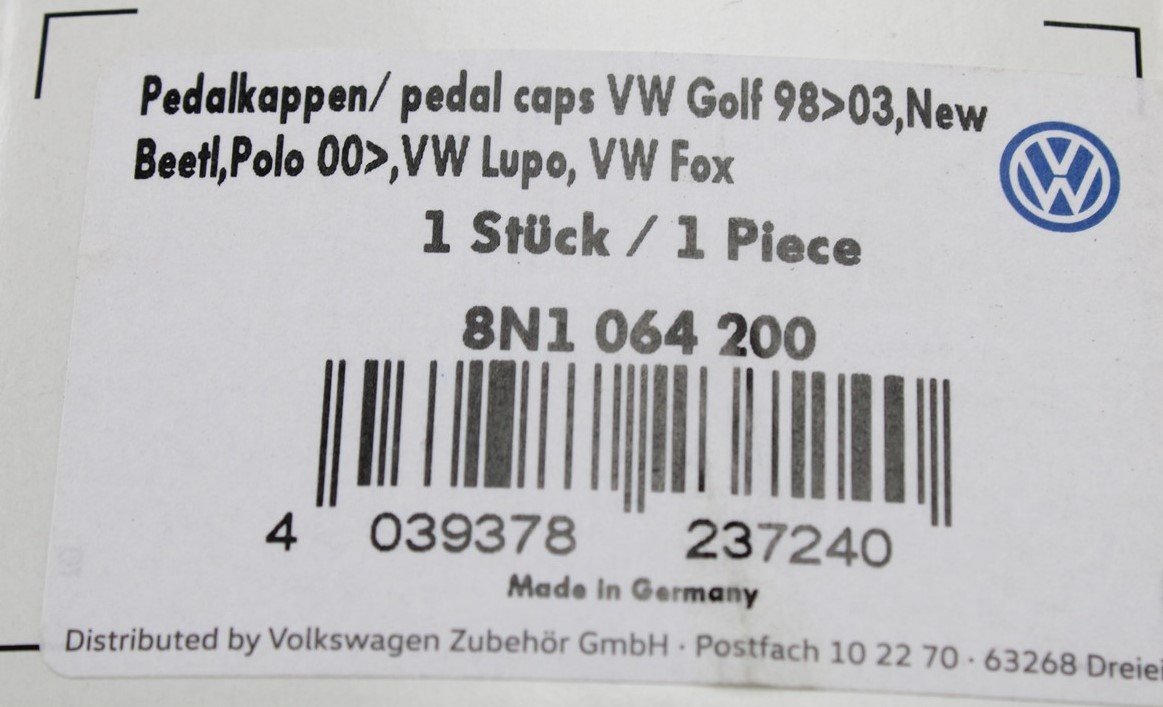 Pedalkappen/ pedal caps VW Golf 98>03,New
Beetl,Polo 00>,VW Lupo, VW Fox
VW
1 Stück / 1 Piece
8N1 064 200
4 039378 237240
Made in Germany
Distributed by Volkswagen Zubehör GmbH · Postfach 10 22 70 · 63268 Dreiei